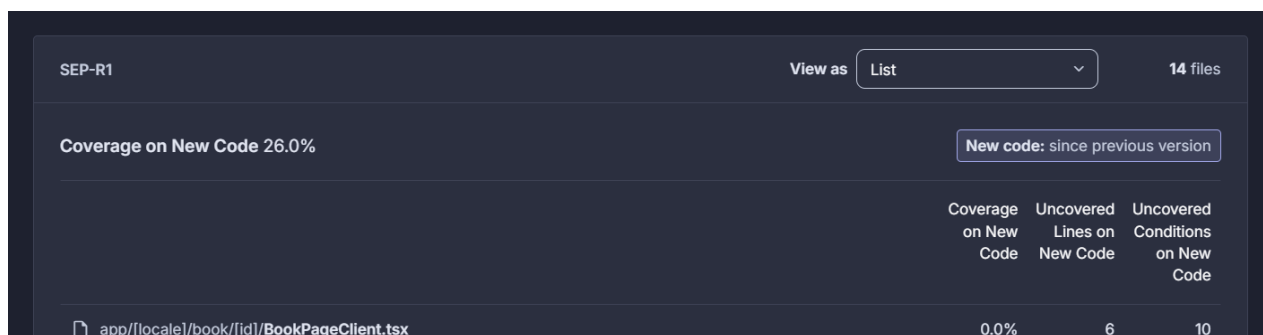 SEP-R1
View as List 14 files
Coverage on New Code 26.0%
New code: since previous version
Coverage on New Code
Uncovered Lines on New Code
Uncovered Conditions on New Code
app/[locale]/book/[id]/BookPageClient.tsx 0.0% 6 10